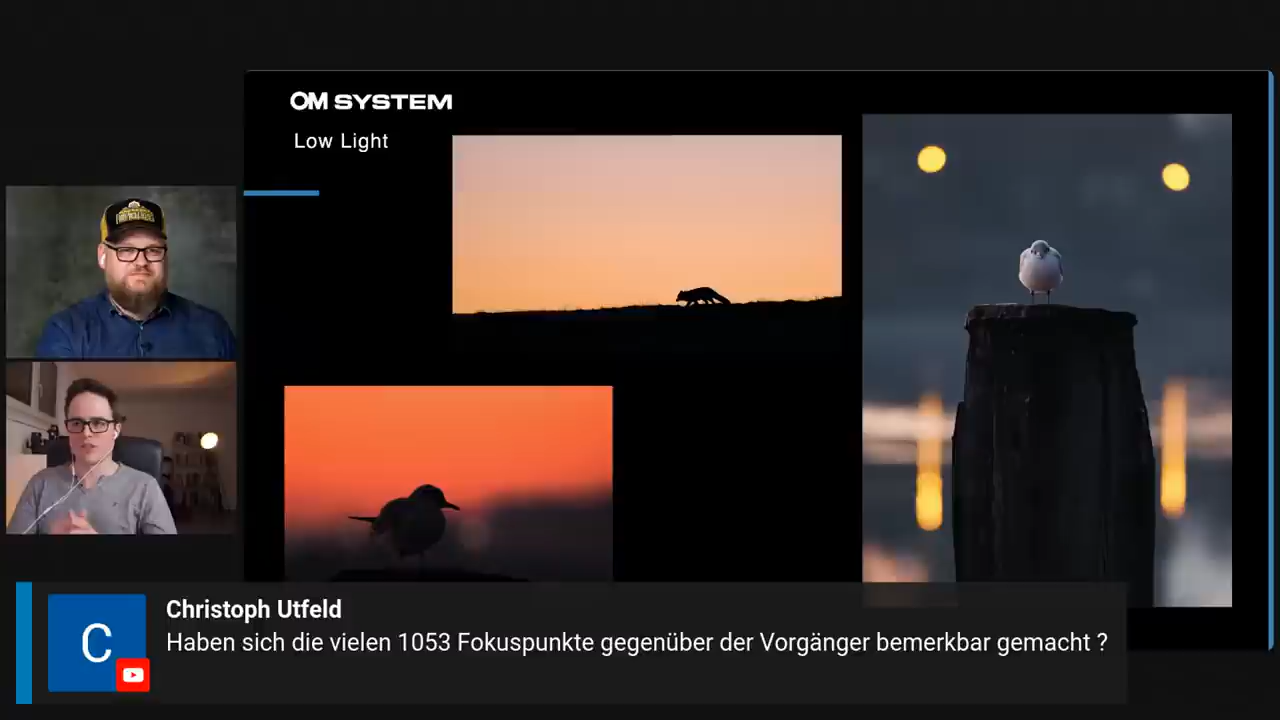 OM SYSTEM
Low Light
C
Christoph Utfeld
Haben sich die vielen 1053 Fokuspunkte gegenüber der Vorgänger bemerkbar gemacht ?